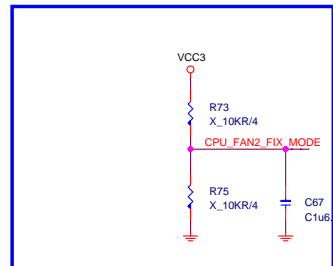 VCC3
R73
X_10KR/4
CPU_FAN2_FIX_MODE
R75
X_10KR/4
C67
C1u6.